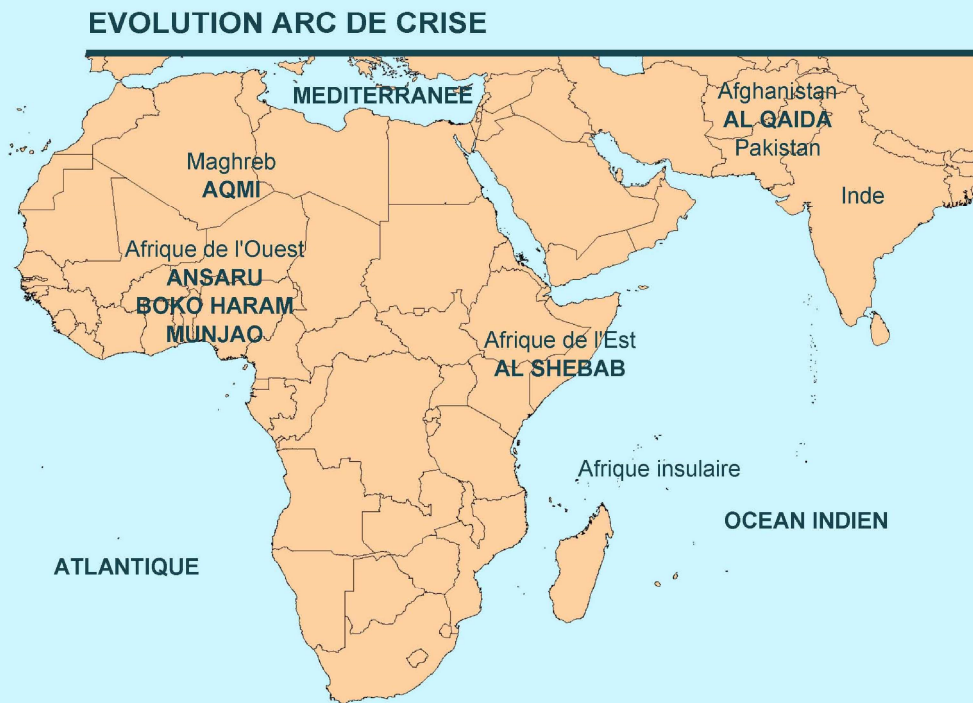 EVOLUTION ARC DE CRISE
MEDITERRANEE
Afghanistan
AL QAIDA
Pakistan
Maghreb
AQMI
Inde
Afrique de l'Ouest
ANSARU
BOKO HARAM
MUNJAO
Afrique de l'Est
AL SHEBAB
Afrique insulaire
OCEAN INDIEN
ATLANTIQUE